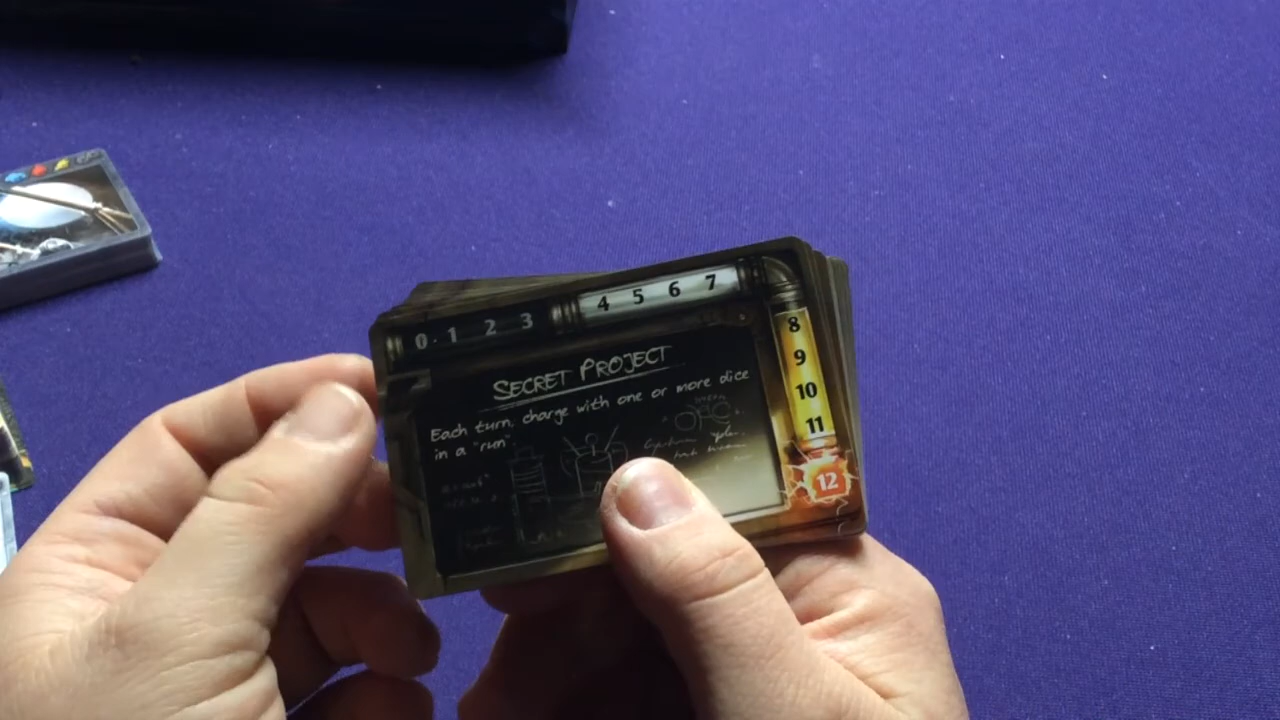 0 1 2 3 4 5 6 7
8
9
10
11
12
SECRET PROJECT
Each turn, charge with one or more dice
in a "run"